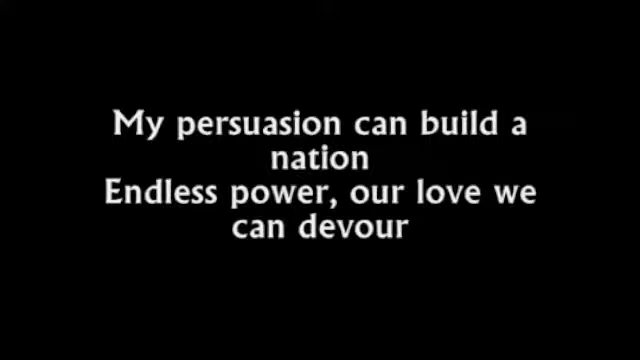 My persuasion can build a
nation
Endless power, our love we
can devour